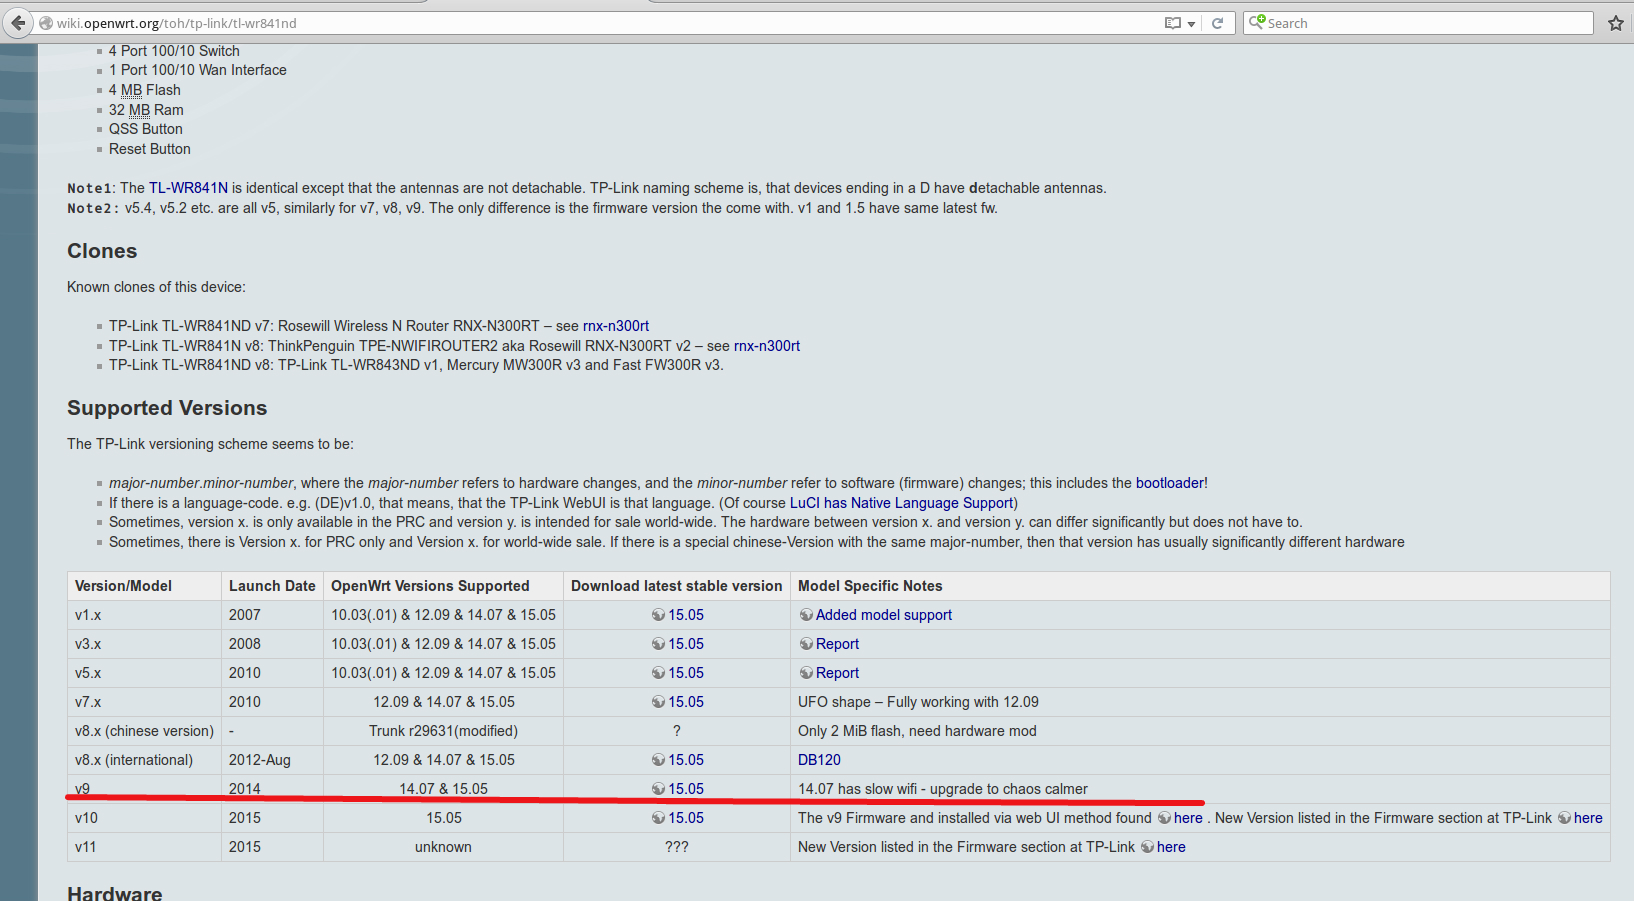 wiki.openwrt.org/toh/tp-link/tl-wr841nd
Search
4 Port 100/10 Switch
1 Port 100/10 Wan Interface
4 MB Flash
32 MB Ram
QSS Button
Reset Button
Note1: The TL-WR841N is identical except that the antennas are not detachable. TP-Link naming scheme is, that devices ending in a D have detachable antennas.
Note2: v5.4, v5.2 etc. are all v5, similarly for v7, v8, v9. The only difference is the firmware version the come with. v1 and 1.5 have same latest fw.
Clones
Known clones of this device:
TP-Link TL-WR841ND v7: Rosewill Wireless N Router RNX-N300RT – see rnx-n300rt
TP-Link TL-WR841N v8: ThinkPenguin TPE-NWIFIROUTER2 aka Rosewill RNX-N300RT v2 – see rnx-n300rt
TP-Link TL-WR841ND v8: TP-Link TL-WR843ND v1, Mercury MW300R v3 and Fast FW300R v3.
Supported Versions
The TP-Link versioning scheme seems to be:
major-number.minor-number, where the major-number refers to hardware changes, and the minor-number refer to software (firmware) changes; this includes the bootloader!
If there is a language-code. e.g. (DE)v1.0, that means, that the TP-Link WebUI is that language. (Of course LuCI has Native Language Support)
Sometimes, version x. is only available in the PRC and version y. is intended for sale world-wide. The hardware between version x. and version y. can differ significantly but does not have to.
Sometimes, there is Version x. for PRC only and Version x. for world-wide sale. If there is a special chinese-Version with the same major-number, then that version has usually significantly different hardware
Version/Model Launch Date OpenWrt Versions Supported Download latest stable version Model Specific Notes
v1.x 2007 10.03(.01) & 12.09 & 14.07 & 15.05 15.05 Added model support
v3.x 2008 10.03(.01) & 12.09 & 14.07 & 15.05 15.05 Report
v5.x 2010 10.03(.01) & 12.09 & 14.07 & 15.05 15.05 Report
v7.x 2010 12.09 & 14.07 & 15.05 15.05 UFO shape – Fully working with 12.09
v8.x (chinese version) - Trunk r29631(modified) ? Only 2 MiB flash, need hardware mod
v8.x (international) 2012-Aug 12.09 & 14.07 & 15.05 15.05 DB120
v9 2014 14.07 & 15.05 15.05 14.07 has slow wifi - upgrade to chaos calmer
v10 2015 15.05 15.05 The v9 Firmware and installed via web UI method found here . New Version listed in the Firmware section at TP-Link here
v11 2015 unknown ??? New Version listed in the Firmware section at TP-Link here
Hardware